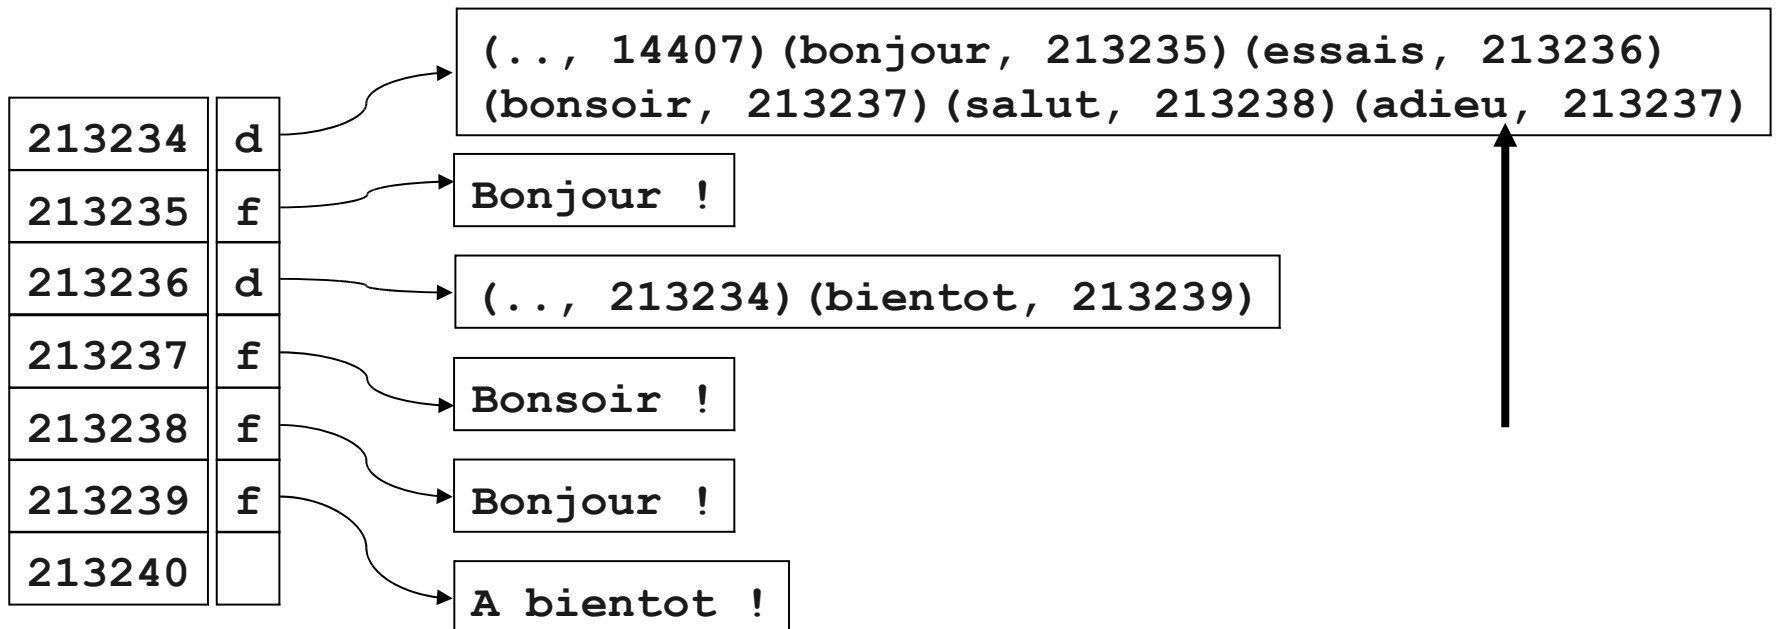 (.., 14407)(bonjour, 213235)(essais, 213236)
(bonsoir, 213237)(salut, 213238)(adieu, 213237)
213234 d
213235 f
Bonjour !
213236 d
(.., 213234)(bientot, 213239)
213237 f
Bonsoir !
213238 f
Bonjour !
213239 f
A bientot !
213240